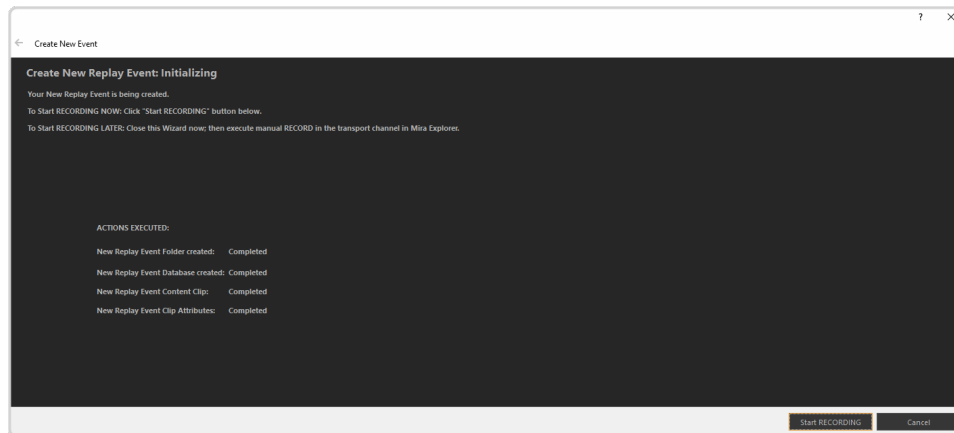 ?
Create New Event
Create New Replay Event: Initializing
Your New Replay Event is being created.
To Start RECORDING NOW: Click "Start RECORDING" button below.
To Start RECORDING LATER: Close this Wizard now; then execute manual RECORD in the transport channel in Mira Explorer.
ACTIONS EXECUTED:
New Replay Event Folder created: Completed
New Replay Event Database created: Completed
New Replay Event Content Clip: Completed
New Replay Event Clip Attributes: Completed
Start RECORDING Cancel